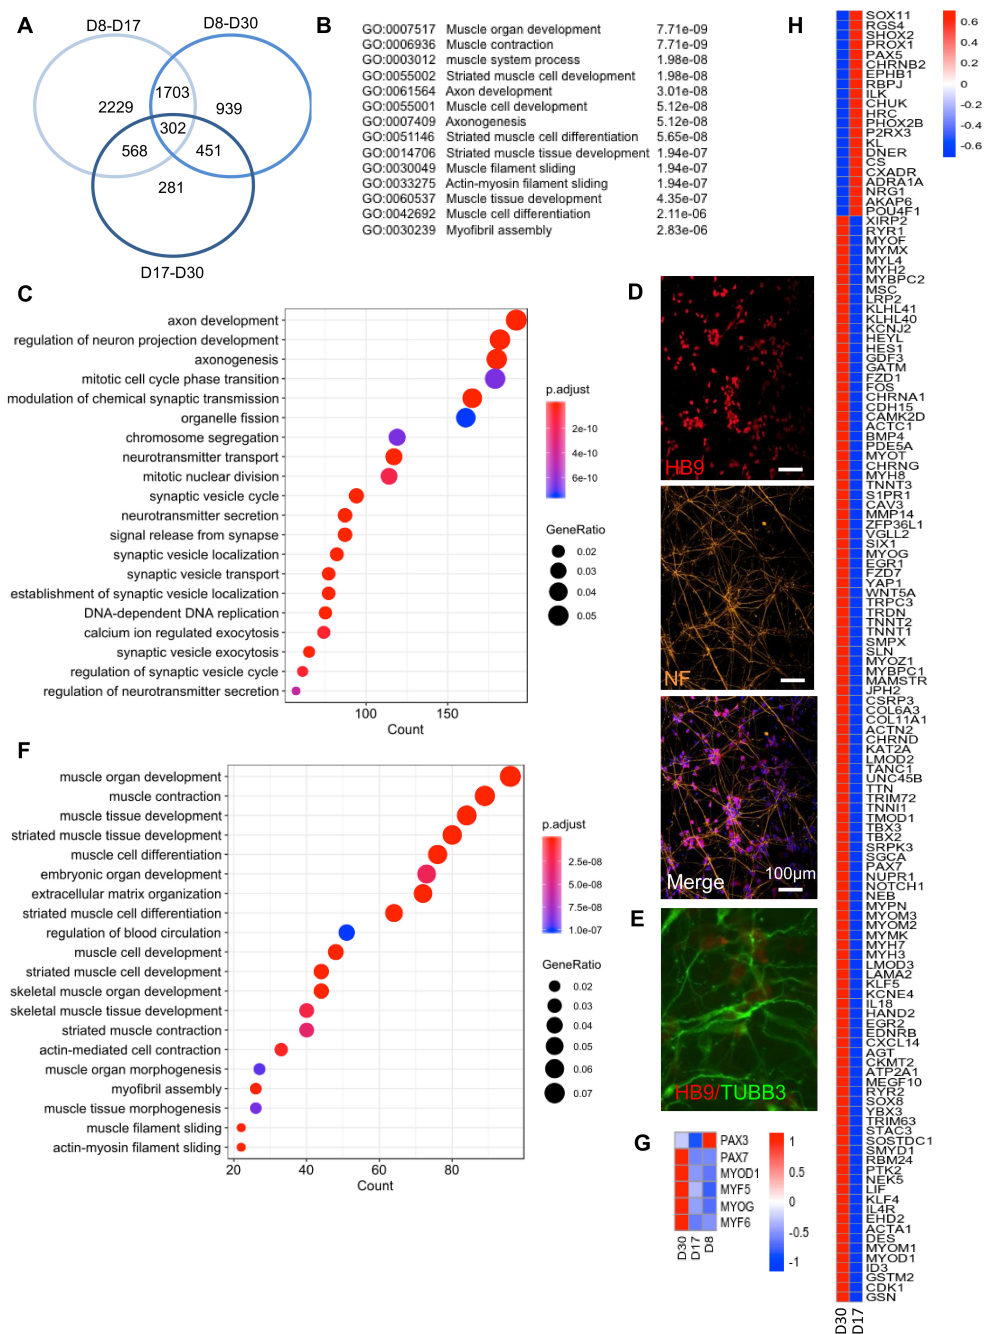 A
D8-D17
D8-D30
1703
2229
939
302
568
451
281
D17-D30
B
GO:0007517 Muscle organ development 7.71e-09
GO:0006936 Muscle contraction 7.71e-09
GO:0003012 muscle system process 1.98e-08
GO:0055002 Striated muscle cell development 1.98e-08
GO:0061564 Axon development 3.01e-08
GO:0055001 Muscle cell development 5.12e-08
GO:0007409 Axonogenesis 5.12e-08
GO:0051146 Striated muscle cell differentiation 5.65e-08
GO:0014706 Striated muscle tissue development 1.94e-07
GO:0030049 Muscle filament sliding 1.94e-07
GO:0033275 Actin-myosin filament sliding 1.94e-07
GO:0060537 Muscle tissue development 4.35e-07
GO:0042692 Muscle cell differentiation 2.11e-06
GO:0030239 Myofibril assembly 2.83e-06
C
axon development
regulation of neuron projection development
axonogenesis
mitotic cell cycle phase transition
modulation of chemical synaptic transmission
organelle fission
chromosome segregation
neurotransmitter transport
mitotic nuclear division
synaptic vesicle cycle
neurotransmitter secretion
signal release from synapse
synaptic vesicle localization
synaptic vesicle transport
establishment of synaptic vesicle localization
DNA-dependent DNA replication
calcium ion regulated exocytosis
synaptic vesicle exocytosis
regulation of synaptic vesicle cycle
regulation of neurotransmitter secretion
100 150
Count
p.adjust
2e-10
4e-10
6e-10
GeneRatio
0.02
0.03
0.04
0.05
D
HB9
NF
Merge
100μm
E
HB9/TUBB3
F
muscle organ development
muscle contraction
muscle tissue development
striated muscle tissue development
muscle cell differentiation
embryonic organ development
extracellular matrix organization
striated muscle cell differentiation
regulation of blood circulation
muscle cell development
striated muscle cell development
skeletal muscle organ development
skeletal muscle tissue development
striated muscle contraction
actin-mediated cell contraction
muscle organ morphogenesis
myofibril assembly
muscle tissue morphogenesis
muscle filament sliding
actin-myosin filament sliding
20 40 60 80
Count
p.adjust
2.5e-08
5.0e-08
7.5e-08
1.0e-07
GeneRatio
0.02
0.03
0.04
0.05
0.06
0.07
G
PAX3
PAX7
MYOD1
MYF5
MYOG
MYF6
D30
D17
D8
1
0.5
0
-0.5
-1
H
SOX11
RGS4
SHOX2
PROX1
PAX5
CHRNB2
EPHB1
RBPJ
ILK
CHUK
HRC
PHOX2B
P2RX3
KL
DNER
CS
CXADR
ADRA1A
NRG1
AKAP6
POU4F1
XIRP2
RYR1
MYOF
MYMX
MYL4
MYH2
MYBPC2
MSC
LRP2
KLHL41
KLHL40
KCNJ2
HEYL
HES1
GDF3
GATM
FZD1
FOS
CHRNA1
CDH15
CAMK2D
ACTC1
BMP4
PDE5A
MYOT
CHRNG
MYH8
TNNT3
S1PR1
CAV3
MMP14
ZFP36L1
VGLL2
SIX1
MYOG
EGR1
FZD7
YAP1
WNT5A
TRPC3
TRDN
TNNT2
TNNT1
SMPX
SLN
MYOZ1
MYBPC1
MAMSTR
JPH2
CSRP3
COL6A3
COL11A1
ACTN2
CHRND
KAT2A
LMOD2
TANC1
UNC45B
TTN
TRIM72
TNNI1
TMOD1
TBX3
TBX2
SRPK3
SGCA
PAX7
NUPR1
NOTCH1
NEB
MYPN
MYOM3
MYOM2
MYMK
MYH7
MYH3
LMOD3
LAMA2
KLF5
KCNE4
IL18
HAND2
EGR2
EDNRB
CXCL14
AGT
CKMT2
ATP2A1
MEGF10
RYR2
SOX8
YBX3
TRIM63
STAC3
SOSTDC1
SMYD1
RBM24
PTK2
NEK5
LIF
KLF4
IL4R
EHD2
ACTA1
DES
MYOM1
MYOD1
ID3
GSTM2
CDK1
GSN
D30
D17
0.6
0.4
0.2
0
-0.2
-0.4
-0.6